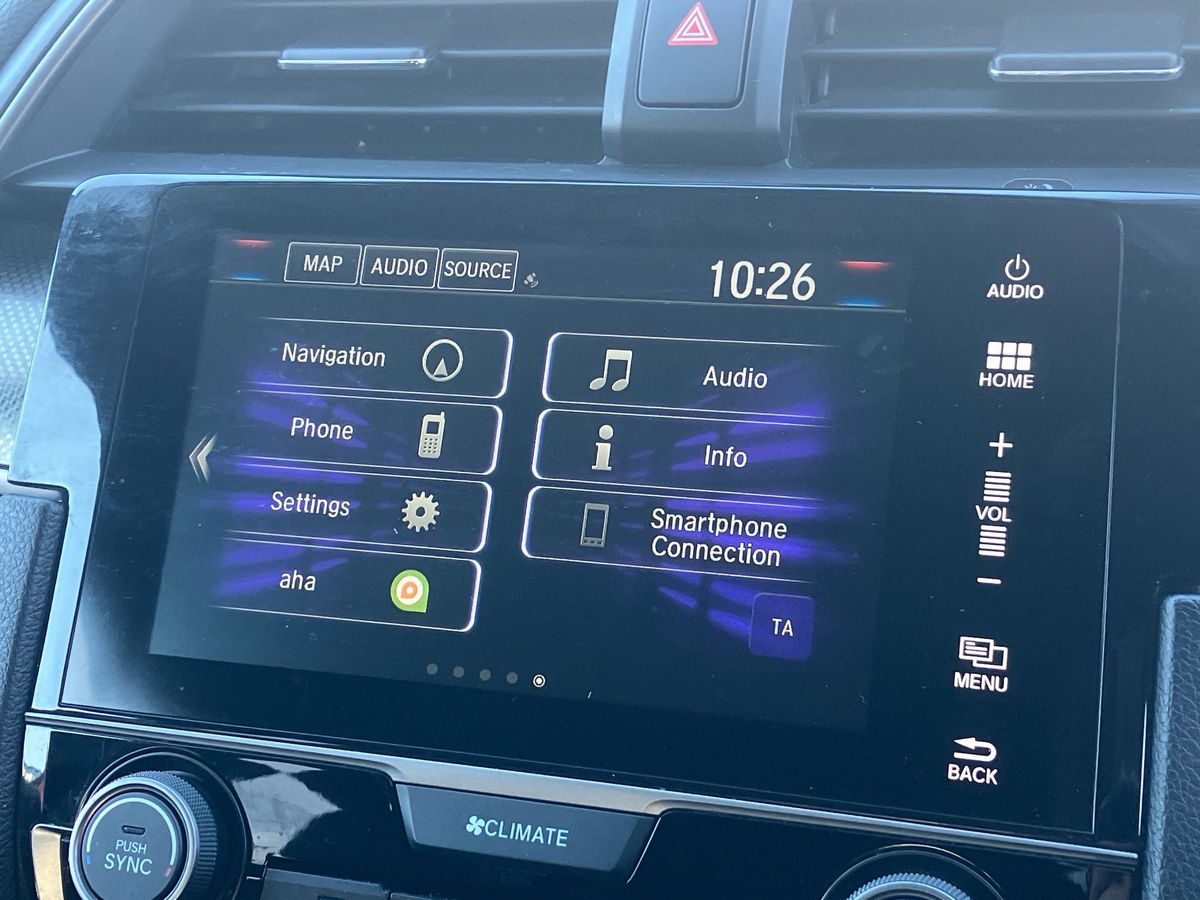 MAP AUDIO SOURCE 10:26
AUDIO
HOME
Navigation
Audio
Phone
Info
Settings
Smartphone
Connection
aha
TA
+
VOL
−
MENU
BACK
PUSH
SYNC
CLIMATE